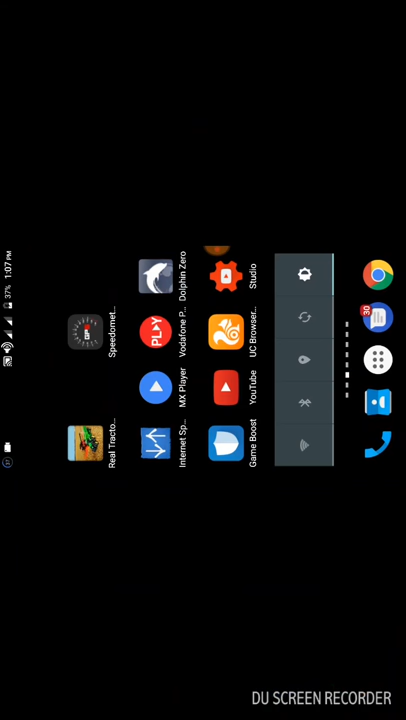 37% 1:07 PM
Real Tracto...
Speedomet...
Internet Sp...
MX Player
Vodafone P...
PLAY
Dolphin Zero
Game Boost
YouTube
UC Browser...
Studio
30
DU SCREEN RECORDER